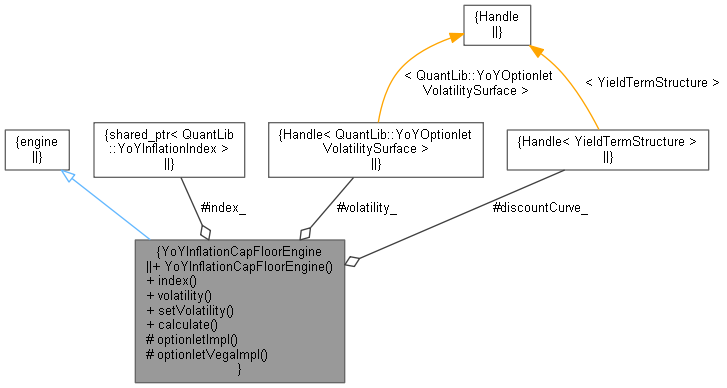 {Handle
||}
< QuantLib::YoYOptionlet
VolatilitySurface >
< YieldTermStructure >
{engine
||}
{shared_ptr< QuantLib
::YoYInflationIndex >
||}
{Handle< QuantLib::YoYOptionlet
VolatilitySurface >
||}
{Handle< YieldTermStructure >
||}
#index_
#volatility_
#discountCurve_
{YoYInflationCapFloorEngine
||+ YoYInflationCapFloorEngine()
+ index()
+ volatility()
+ setVolatility()
+ calculate()
# optionletImpl()
# optionletVegaImpl()
}